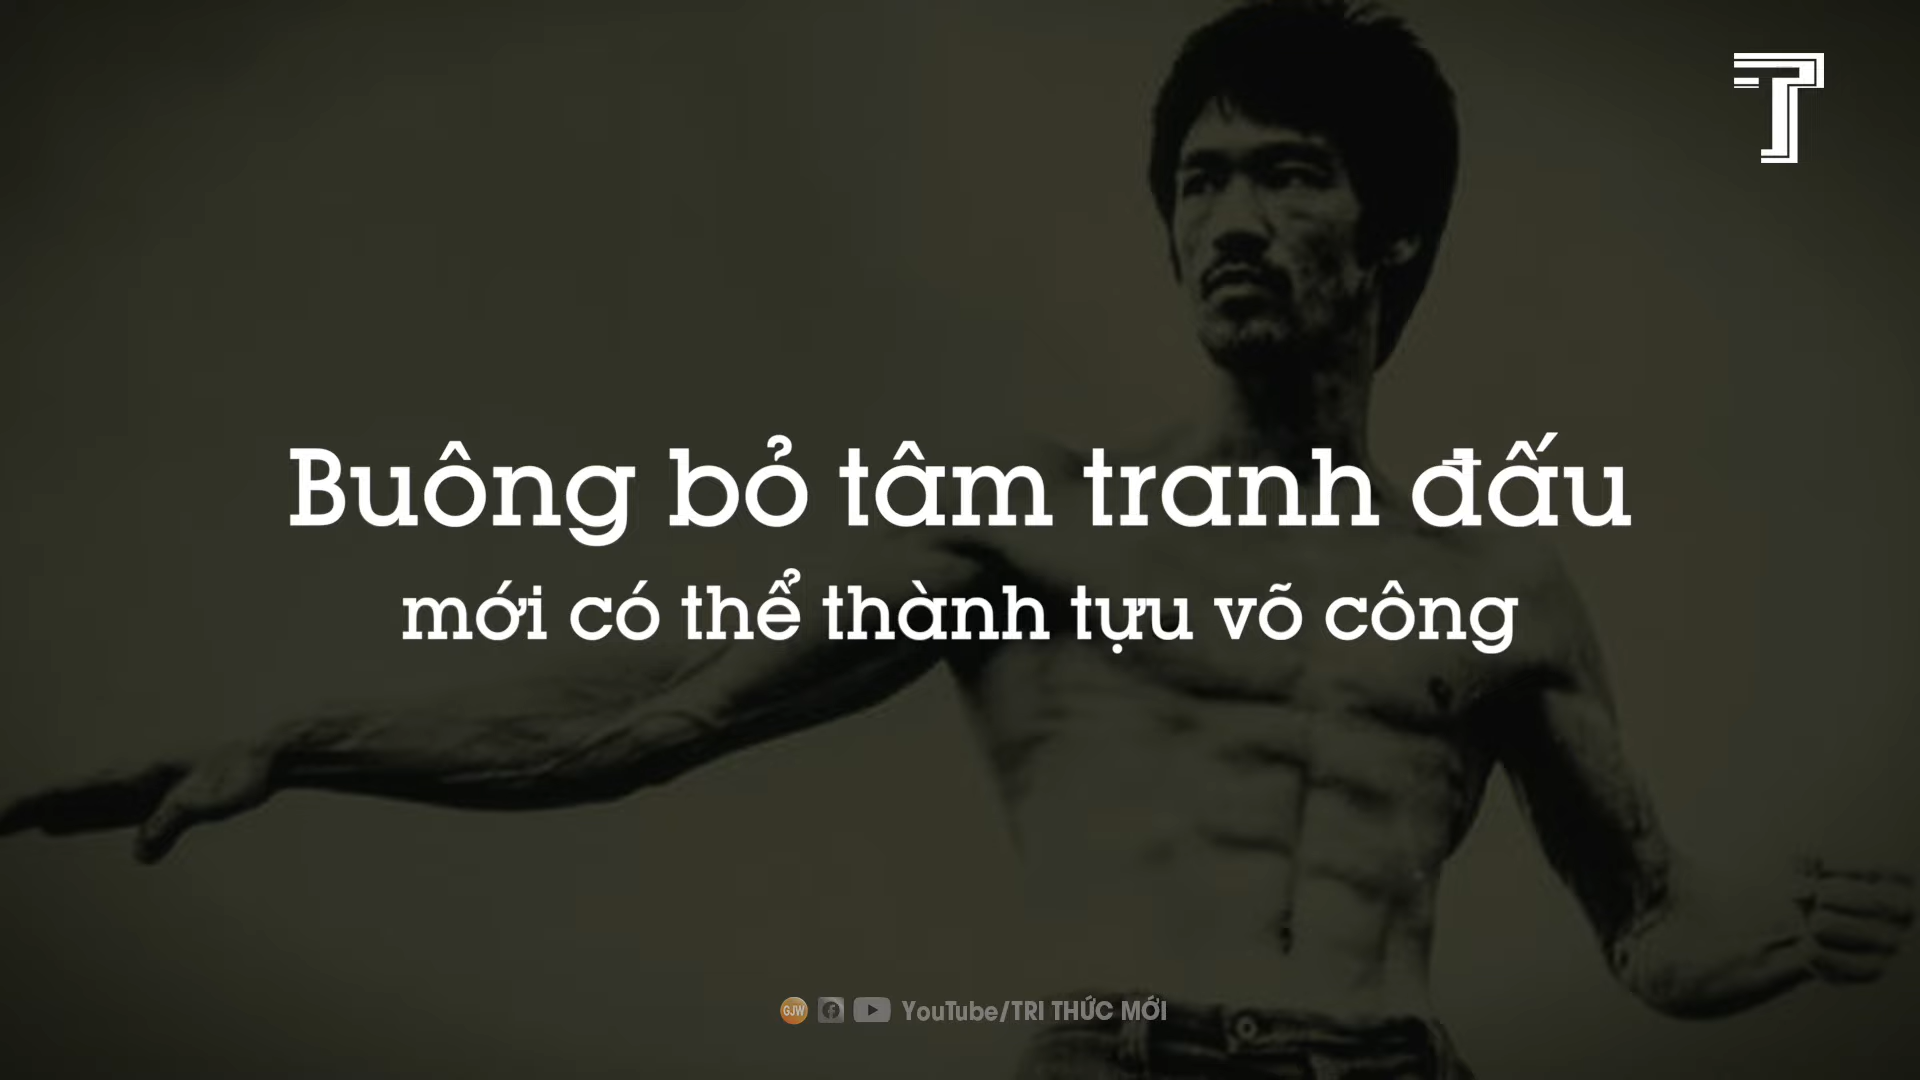 T
Buông bỏ tâm tranh đấu
mới có thể thành tựu võ công
GJW YouTube/TRI THỨC MỚI